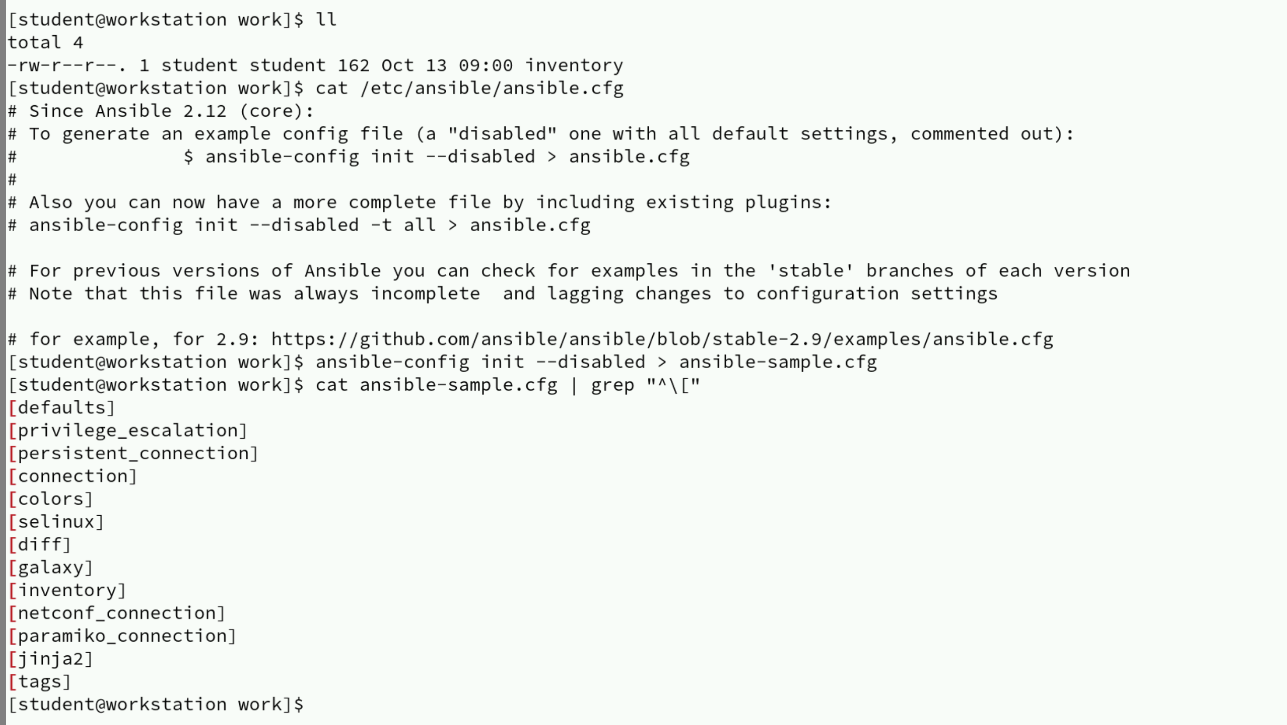 [student@workstation work]$ ll
total 4
-rw-r--r--. 1 student student 162 Oct 13 09:00 inventory
[student@workstation work]$ cat /etc/ansible/ansible.cfg
# Since Ansible 2.12 (core):
# To generate an example config file (a "disabled" one with all default settings, commented out):
#               $ ansible-config init --disabled > ansible.cfg
#
# Also you can now have a more complete file by including existing plugins:
# ansible-config init --disabled -t all > ansible.cfg

# For previous versions of Ansible you can check for examples in the 'stable' branches of each version
# Note that this file was always incomplete  and lagging changes to configuration settings

# for example, for 2.9: https://github.com/ansible/ansible/blob/stable-2.9/examples/ansible.cfg
[student@workstation work]$ ansible-config init --disabled > ansible-sample.cfg
[student@workstation work]$ cat ansible-sample.cfg | grep "^\["
[defaults]
[privilege_escalation]
[persistent_connection]
[connection]
[colors]
[selinux]
[diff]
[galaxy]
[inventory]
[netconf_connection]
[paramiko_connection]
[jinja2]
[tags]
[student@workstation work]$